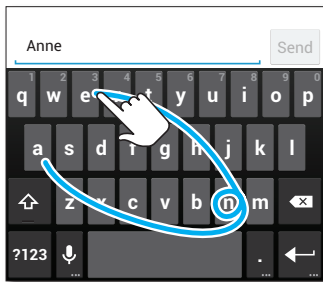 Anne
Send
1 2 3 4 5 6 7 8 9 0
q w e y u i o p
a s d f g h j k l
z x c v b n m
?123 . ...